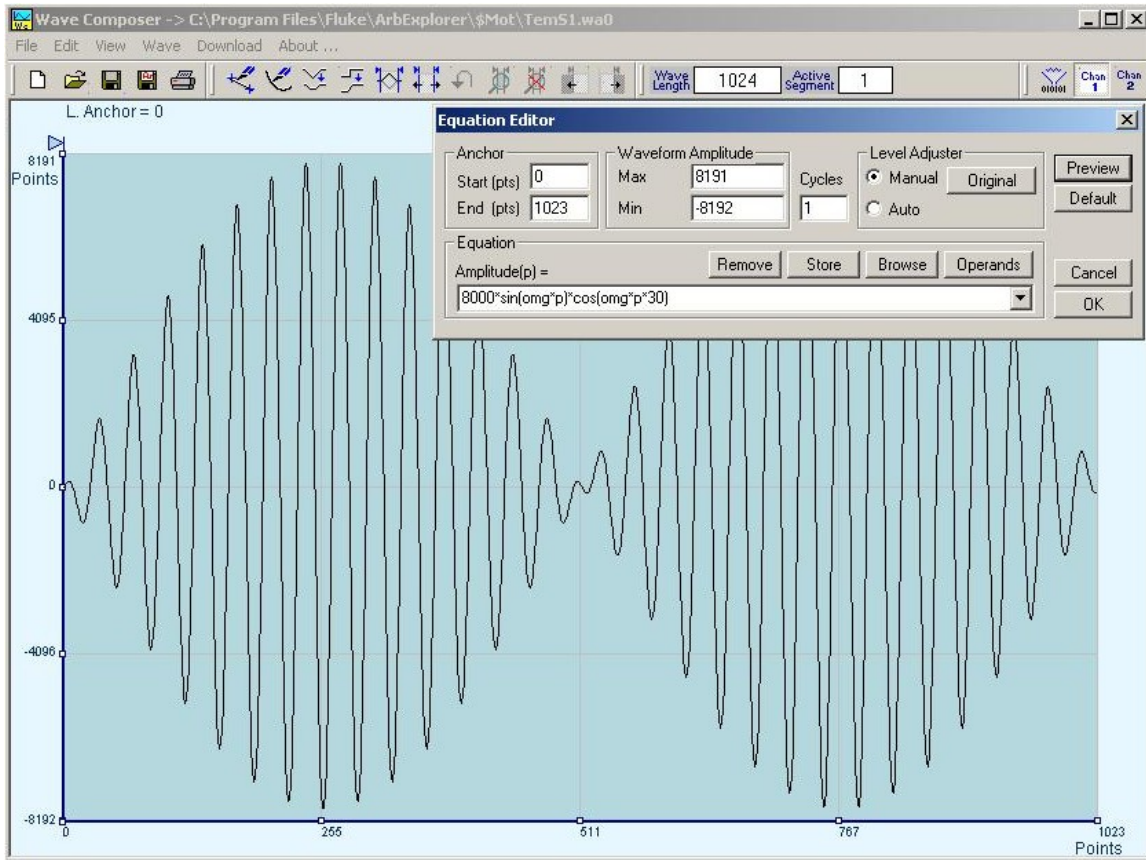 Wave Composer -> C:\Program Files\Fluke\ArbExplorer\$Mot\TemS1.wa0
File Edit View Wave Download About ...
Wave Length 1024 Active Segment 1 Chan 1 Chan 2
L. Anchor = 0
8191
Points
4095
0
-4096
-8192
0 255 511 767 1023
Points
Equation Editor
Anchor
Start (pts) 0
End (pts) 1023
Waveform Amplitude
Max 8191
Min -8192
Cycles
1
Level Adjuster
Manual Original
Auto
Preview
Default
Equation
Amplitude(p) = Remove Store Browse Operands
8000*sin(omg*p)*cos(omg*p*30)
Cancel
OK